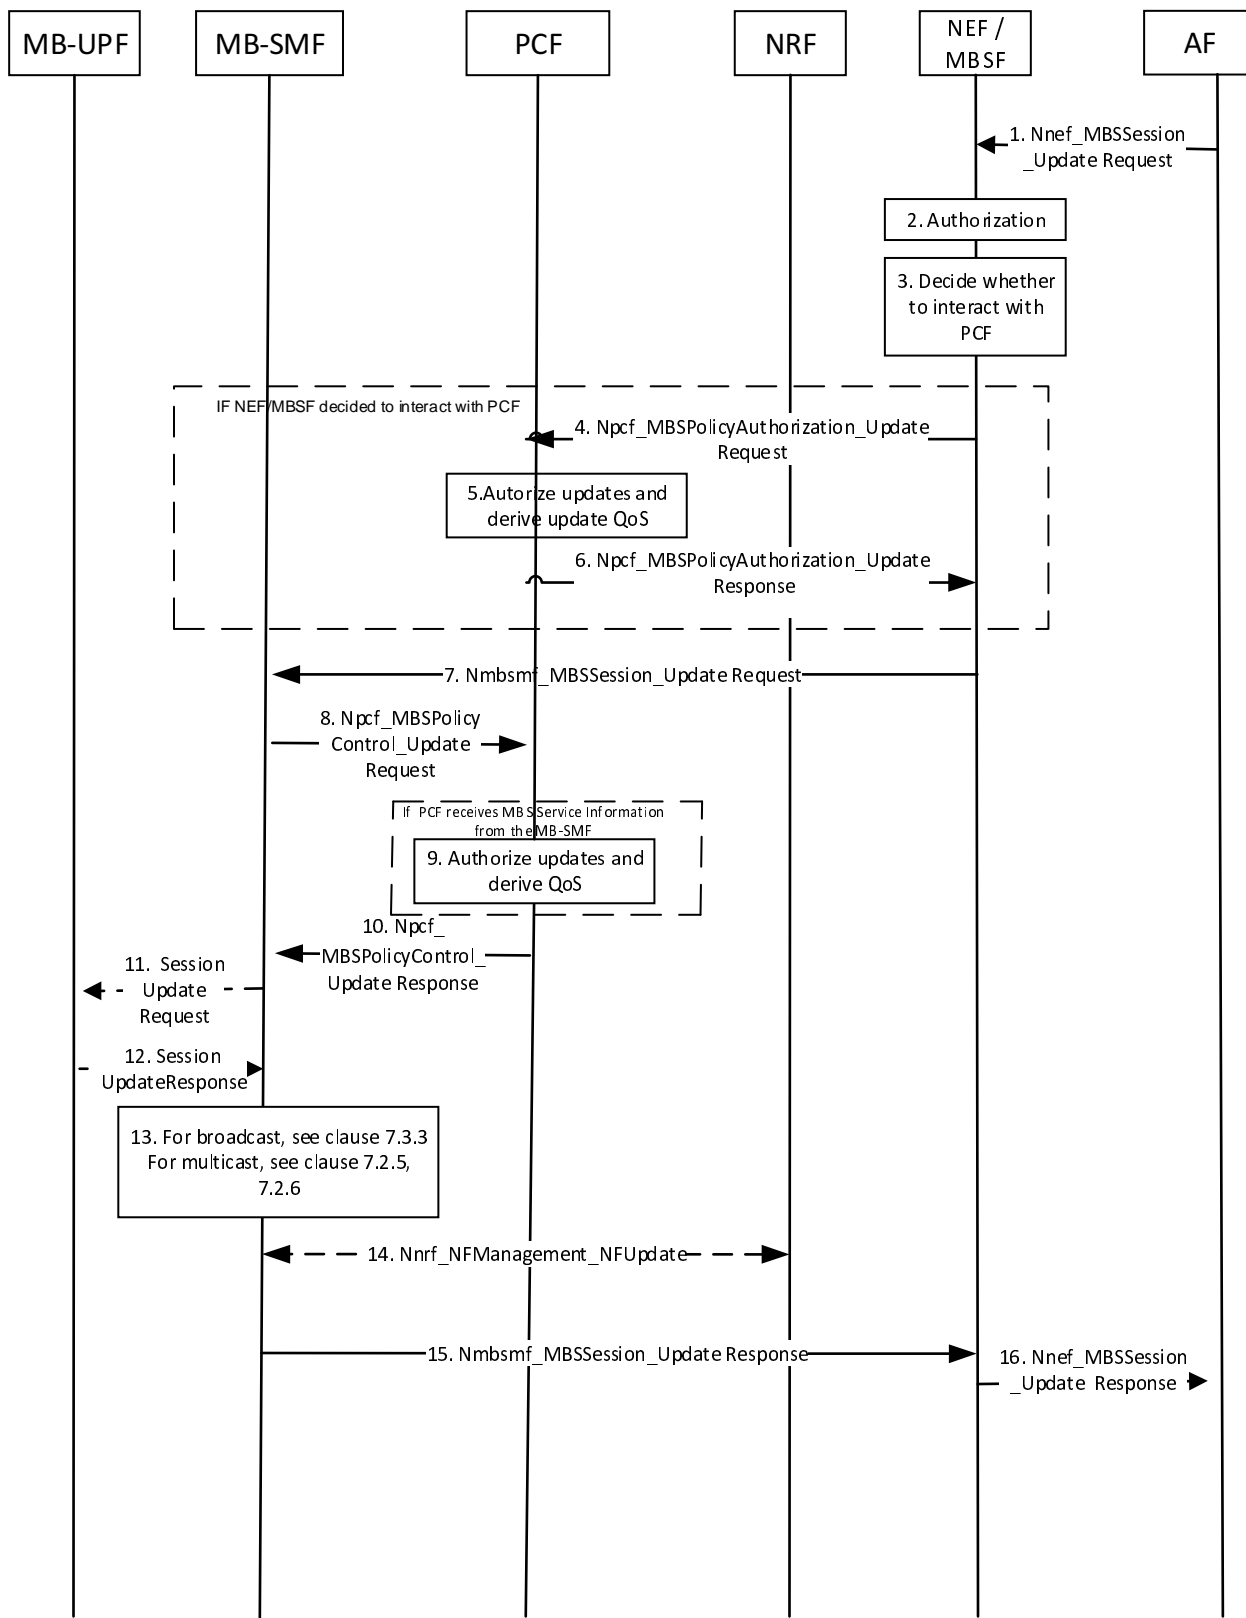 MB-UPF
MB-SMF
PCF
NRF
NEF /
MBSF
AF
1. Nnef_MBSSession
_Update Request
2. Authorization
3. Decide whether
to interact with
PCF
IF NEF/MBSF decided to interact with PCF
4. Npcf_MBSPolicyAuthorization_Update
Request
5.Autorize updates and
derive update QoS
6. Npcf_MBSPolicyAuthorization_Update
Response
7. Nmbsmf_MBSSession_Update Request
8. Npcf_MBSPolicy
Control_Update
Request
If PCF receives MBS Service Information
from the MB-SMF
9. Authorize updates and
derive QoS
10. Npcf_
MBSPolicyControl_
Update Response
11. Session
Update
Request
12. Session
UpdateResponse
13. For broadcast, see clause 7.3.3
For multicast, see clause 7.2.5,
7.2.6
14. Nnrf_NFManagement_NFUpdate
15. Nmbsmf_MBSSession_Update Response
16. Nnef_MBSSession
_Update Response